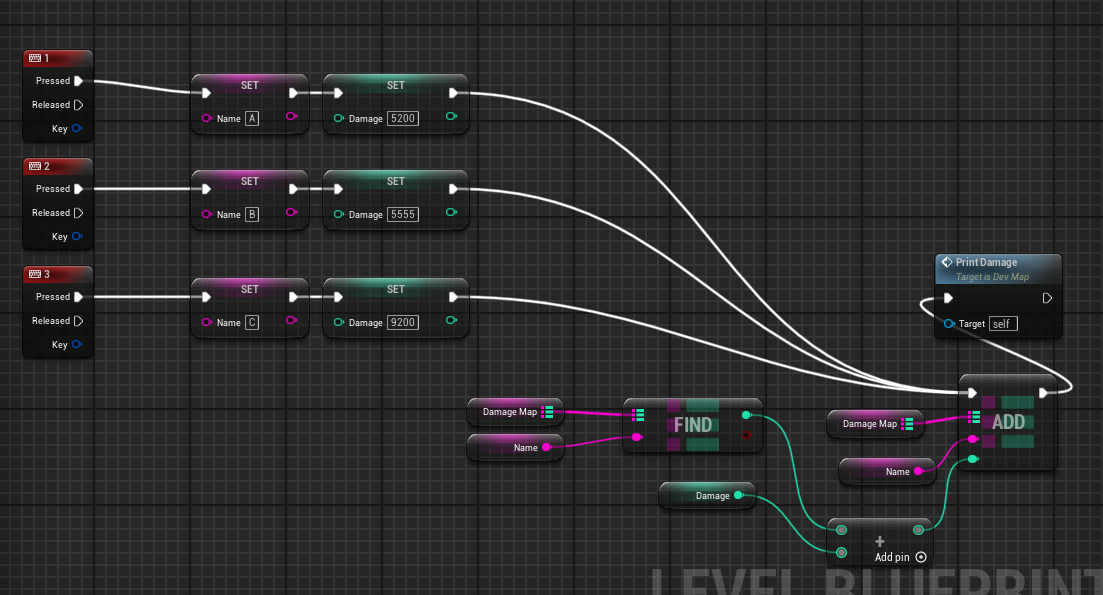 1
Pressed
Released
Key
SET
Name A
SET
Damage 5200
2
Pressed
Released
Key
SET
Name B
SET
Damage 5555
3
Pressed
Released
Key
SET
Name C
SET
Damage 9200
Print Damage
Target is Dev Map
Target self
Damage Map
Name
FIND
Damage
Damage Map
Name
ADD
+
Add pin
LEVEL BLUEPRINT